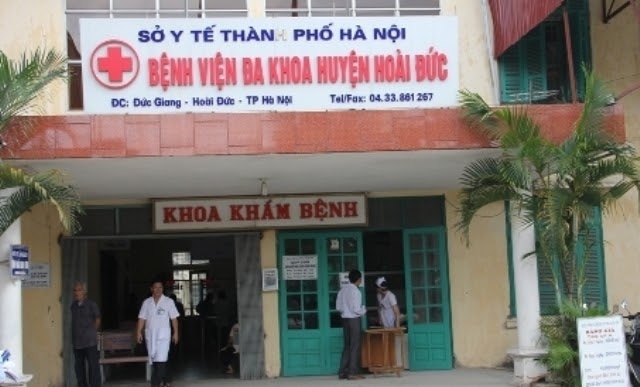 SỞ Y TẾ THÀNH PHỐ HÀ NỘI
BỆNH VIỆN ĐA KHOA HUYỆN HOÀI ĐỨC
ĐC: Đức Giang - Hoài Đức - TP Hà Nội
Tel/Fax: 04.33.861 267
KHOA KHÁM BỆNH